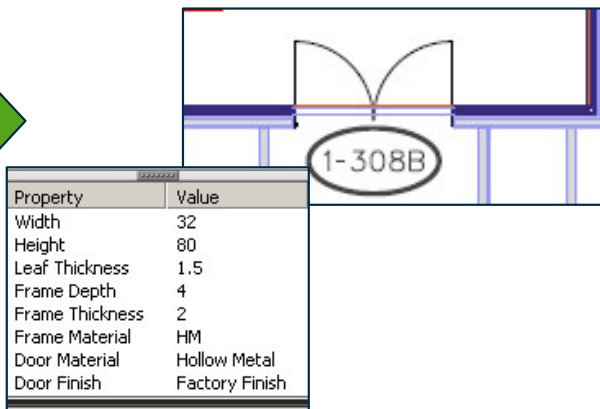 1-308B
Property Value
Width 32
Height 80
Leaf Thickness 1.5
Frame Depth 4
Frame Thickness 2
Frame Material HM
Door Material Hollow Metal
Door Finish Factory Finish